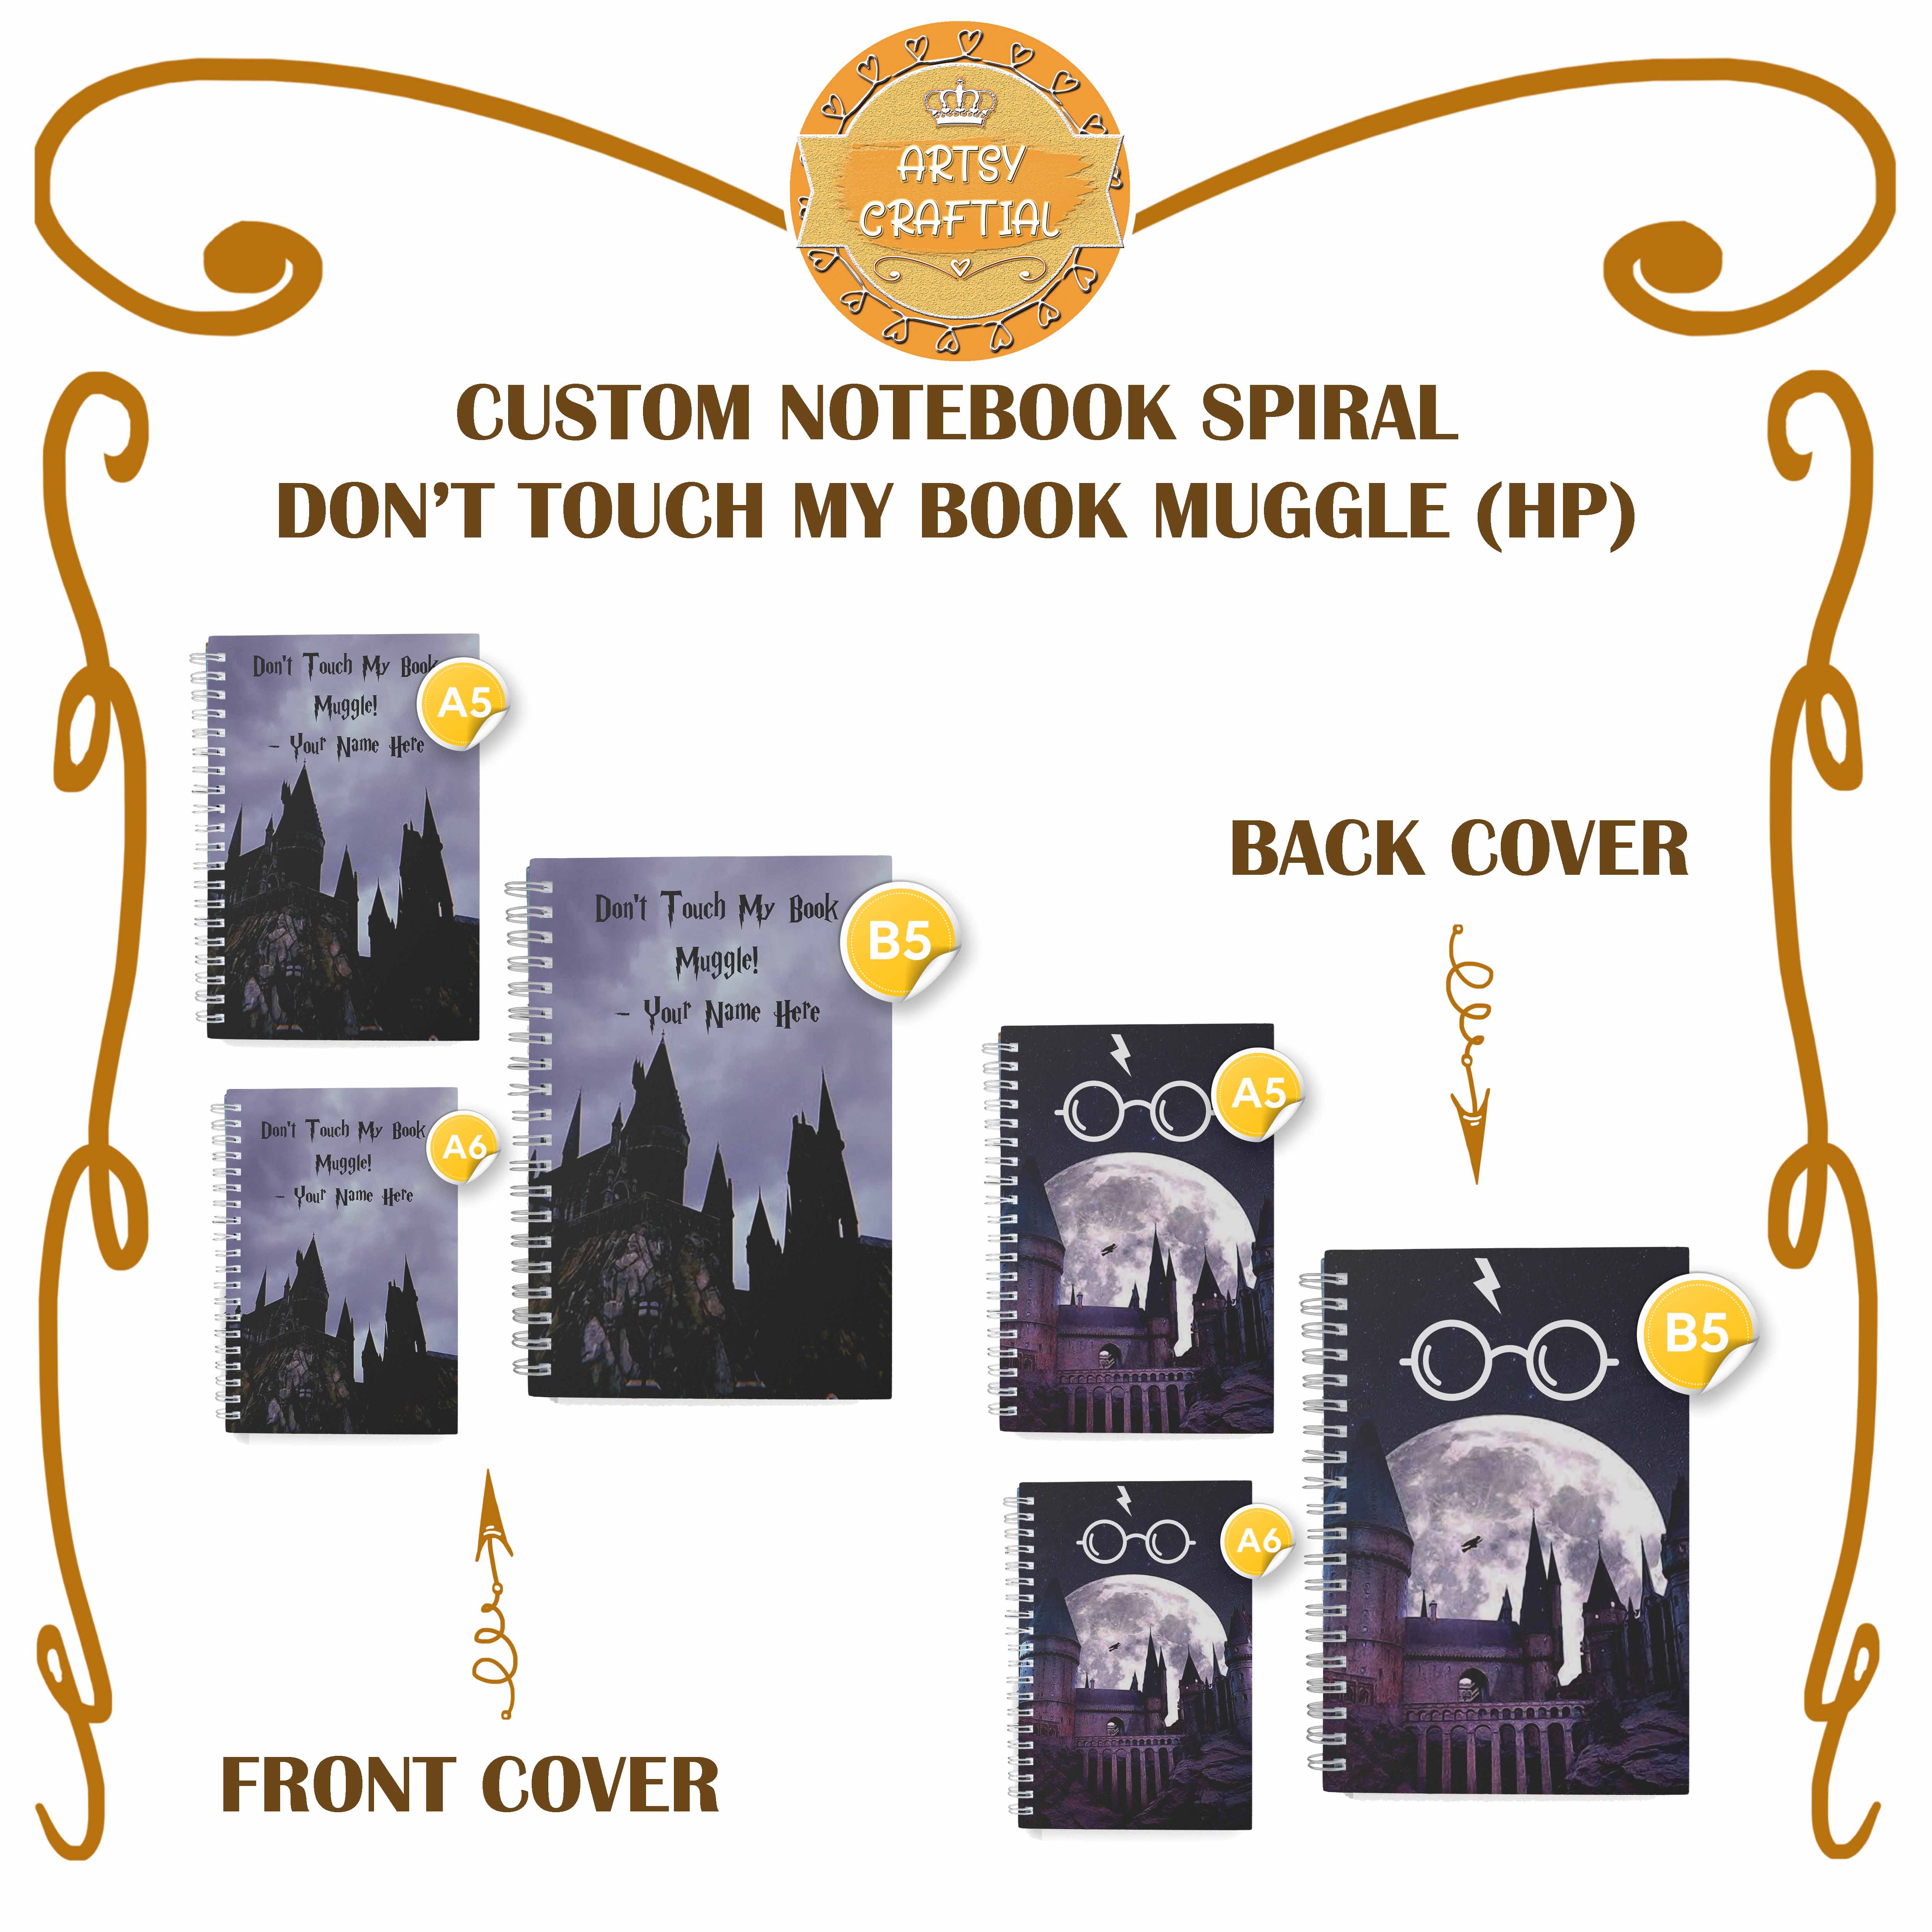 ARTSY
CRAFTIAL
CUSTOM NOTEBOOK SPIRAL
DON'T TOUCH MY BOOK MUGGLE (HP)
Don't Touch My Book
Muggle!
- Your Name Here
A5
Don't Touch My Book
Muggle!
- Your Name Here
B5
Don't Touch My Book
Muggle!
- Your Name Here
A6
FRONT COVER
BACK COVER
A5
B5
A6